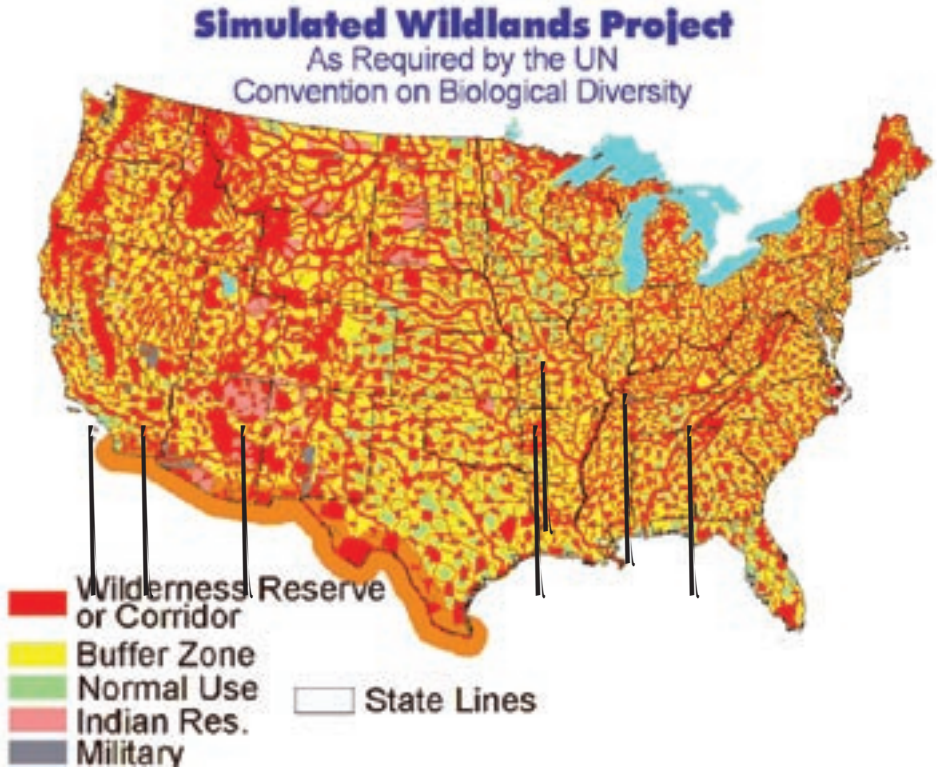 Simulated Wildlands Project
As Required by the UN
Convention on Biological Diversity
Wilderness Reserve
or Corridor
Buffer Zone
Normal Use
State Lines
Indian Res.
Military